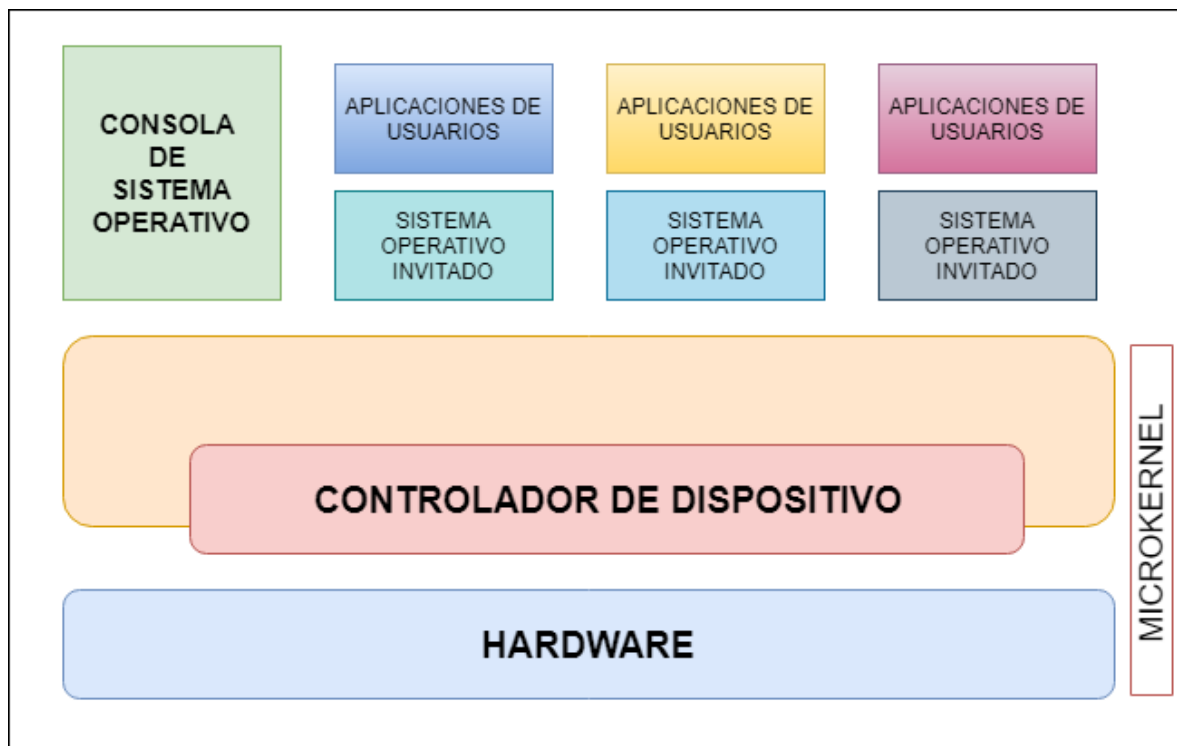 CONSOLA
DE
SISTEMA
OPERATIVO
APLICACIONES DE
USUARIOS
APLICACIONES DE
USUARIOS
APLICACIONES DE
USUARIOS
SISTEMA
OPERATIVO
INVITADO
SISTEMA
OPERATIVO
INVITADO
SISTEMA
OPERATIVO
INVITADO
CONTROLADOR DE DISPOSITIVO
HARDWARE
MICROKERNEL